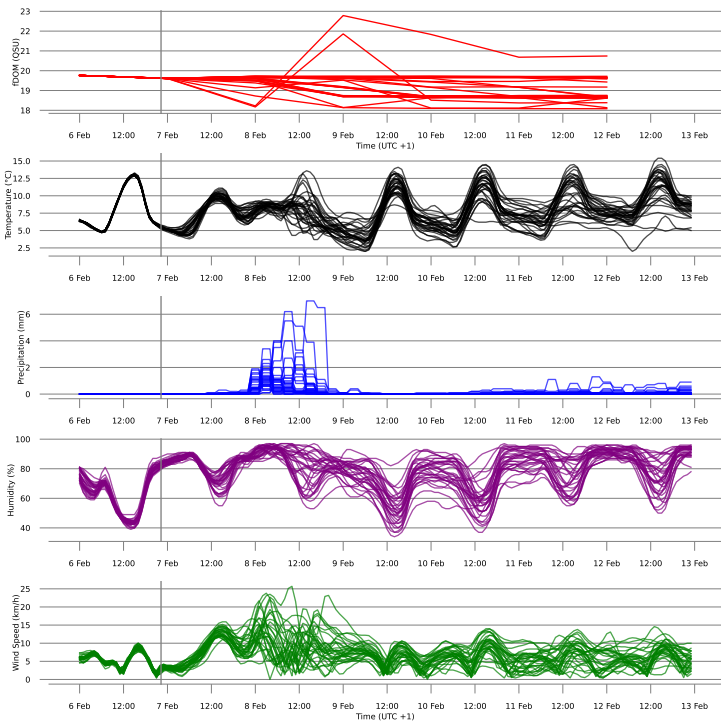 23
22
21
20
19
18
fDOM (QSU)
6 Feb 12:00 7 Feb 12:00 8 Feb 12:00 9 Feb 12:00 10 Feb 12:00 11 Feb 12:00 12 Feb 12:00 13 Feb
Time (UTC +1)
15.0
12.5
10.0
7.5
5.0
2.5
Temperature (°C)
6 Feb 12:00 7 Feb 12:00 8 Feb 12:00 9 Feb 12:00 10 Feb 12:00 11 Feb 12:00 12 Feb 12:00 13 Feb
6
4
2
0
Precipitation (mm)
6 Feb 12:00 7 Feb 12:00 8 Feb 12:00 9 Feb 12:00 10 Feb 12:00 11 Feb 12:00 12 Feb 12:00 13 Feb
100
80
60
40
Humidity (%)
6 Feb 12:00 7 Feb 12:00 8 Feb 12:00 9 Feb 12:00 10 Feb 12:00 11 Feb 12:00 12 Feb 12:00 13 Feb
25
20
15
10
5
0
Wind Speed (km/h)
6 Feb 12:00 7 Feb 12:00 8 Feb 12:00 9 Feb 12:00 10 Feb 12:00 11 Feb 12:00 12 Feb 12:00 13 Feb
Time (UTC +1)